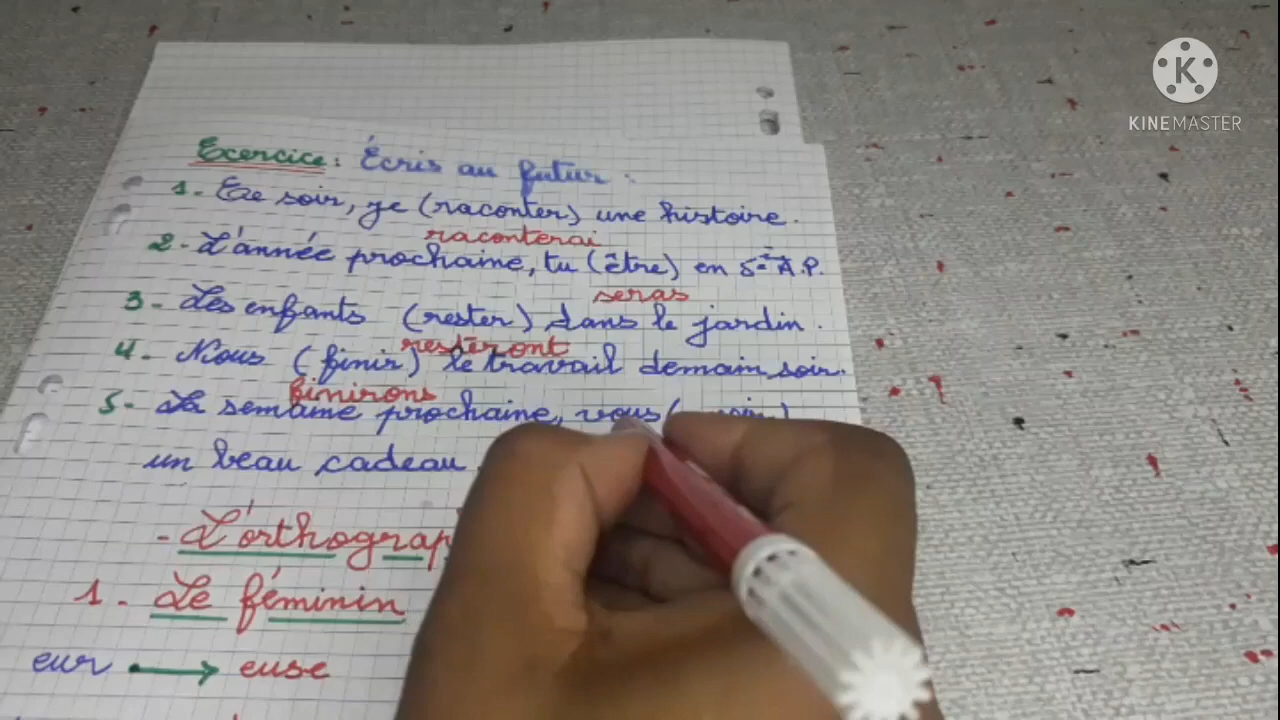 Exercice : Écris au futur :
1 - Ce soir, je (raconter) une histoire.
raconterai
2 - L'année prochaine, tu (être) en 5ᵉ A.P.
seras
3 - Les enfants (rester) dans le jardin.
resteront
4 - Nous (finir) le travail demain soir.
finirons
5 - La semaine prochaine, vous
un beau cadeau
- L'orthograp
1 - Le féminin
eur → euse
K
KINEMASTER